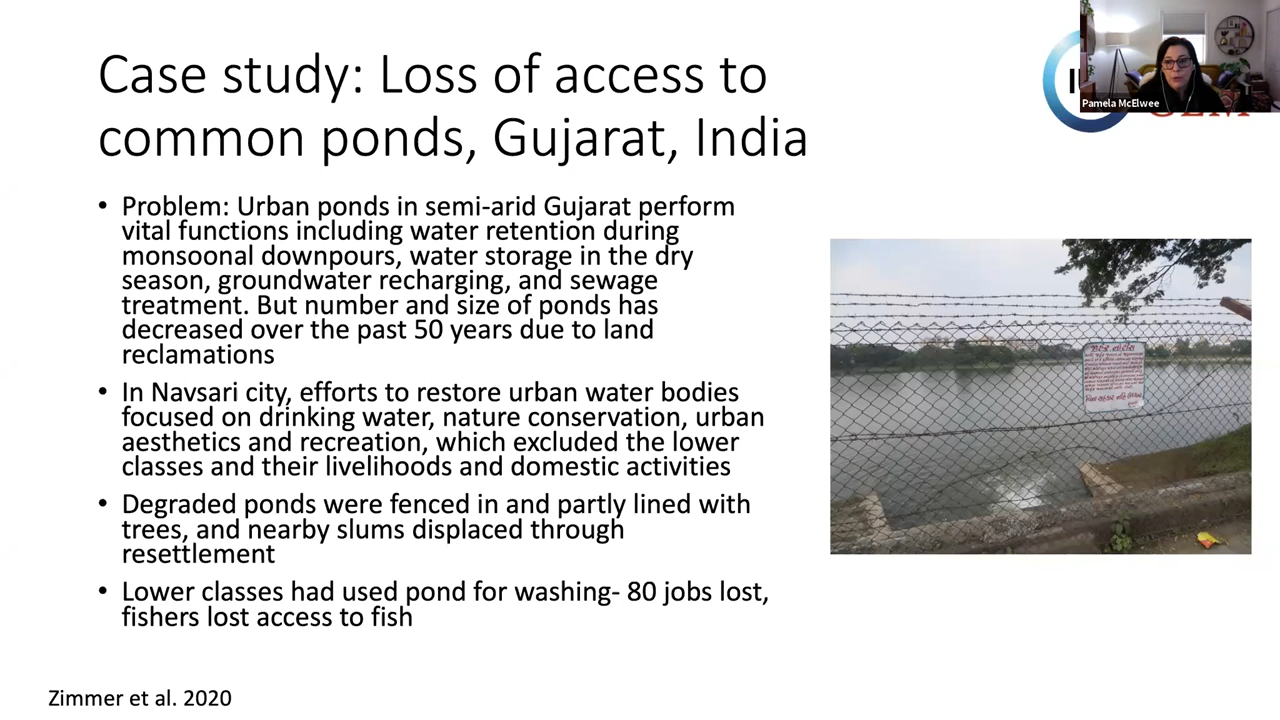 Case study: Loss of access to
common ponds, Gujarat, India
Pamela McElwee
• Problem: Urban ponds in semi-arid Gujarat perform
vital functions including water retention during
monsoonal downpours, water storage in the dry
season, groundwater recharging, and sewage
treatment. But number and size of ponds has
decreased over the past 50 years due to land
reclamations
• In Navsari city, efforts to restore urban water bodies
focused on drinking water, nature conservation, urban
aesthetics and recreation, which excluded the lower
classes and their livelihoods and domestic activities
• Degraded ponds were fenced in and partly lined with
trees, and nearby slums displaced through
resettlement
• Lower classes had used pond for washing- 80 jobs lost,
fishers lost access to fish
Zimmer et al. 2020